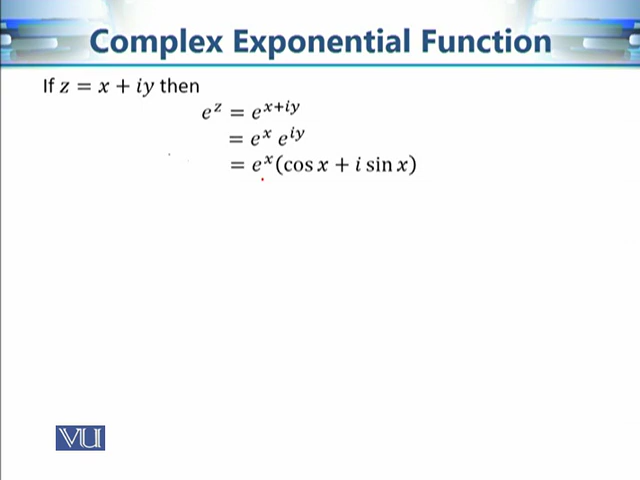 Complex Exponential Function
If z = x + iy then
e^z = e^{x+iy}
= e^x e^{iy}
= e^x (cos x + i sin x)
VU